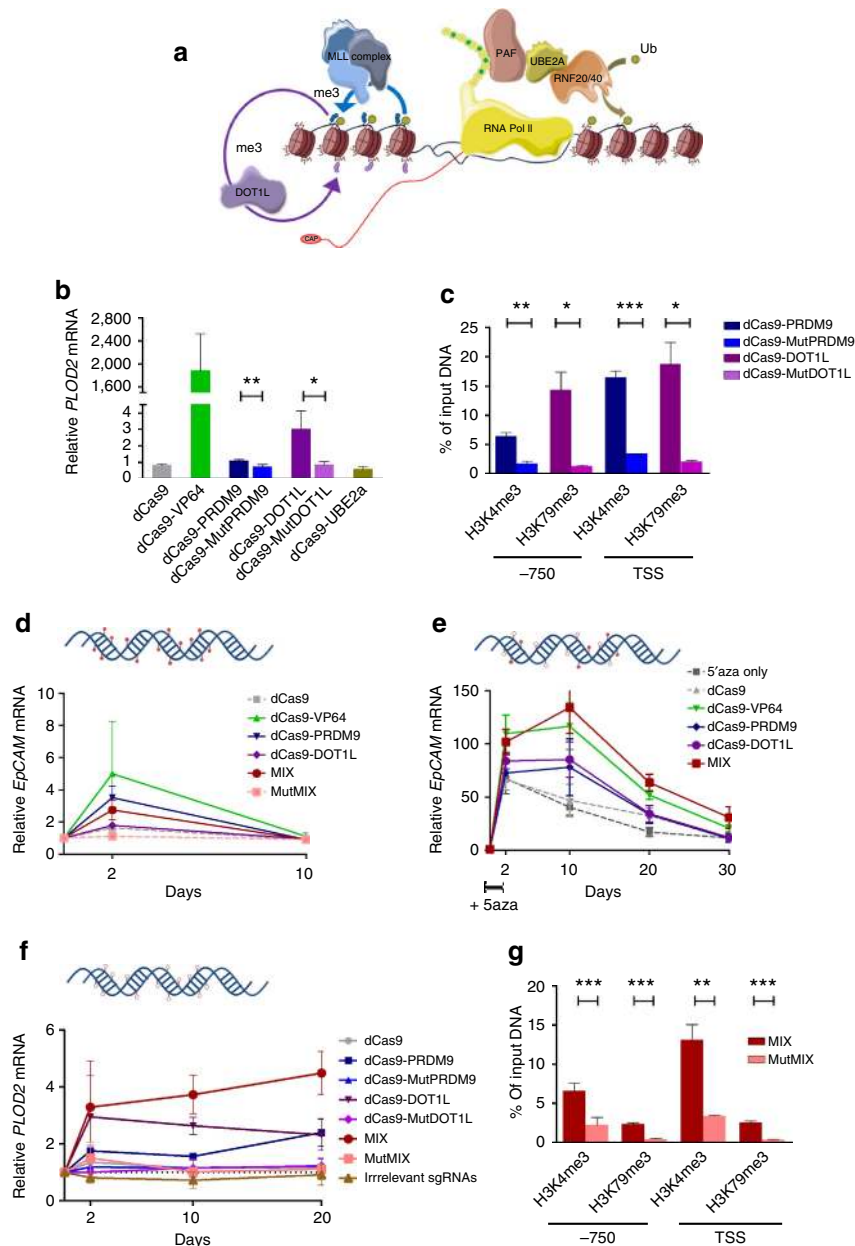 a
MLL complex
me3
me3
DOT1L
CAP
PAF
UBE2A
RNF20/40
Ub
RNA Pol II
b
Relative PLOD2 mRNA
2,800
2,400
2,000
1,600
4
3
2
1
0
**
*
dCas9
dCas9-VP64
dCas9-PRDM9
dCas9-MutPRDM9
dCas9-DOT1L
dCas9-MutDOT1L
dCas9-UBE2a
c
% of input DNA
25
20
15
10
5
0
**
*
***
*
dCas9-PRDM9
dCas9-MutPRDM9
dCas9-DOT1L
dCas9-MutDOT1L
H3K4me3
H3K79me3
H3K4me3
H3K79me3
–750
TSS
d
Relative EpCAM mRNA
10
8
6
4
2
0
dCas9
dCas9-VP64
dCas9-PRDM9
dCas9-DOT1L
MIX
MutMIX
2
10
Days
e
Relative EpCAM mRNA
150
100
50
0
5′aza only
dCas9
dCas9-VP64
dCas9-PRDM9
dCas9-DOT1L
MIX
2
10
20
30
Days
+ 5aza
f
Relative PLOD2 mRNA
6
4
2
0
dCas9
dCas9-PRDM9
dCas9-MutPRDM9
dCas9-DOT1L
dCas9-MutDOT1L
MIX
MutMIX
Irrrelevant sgRNAs
2
10
20
Days
g
% Of input DNA
20
15
10
5
0
***
***
**
***
MIX
MutMIX
H3K4me3
H3K79me3
H3K4me3
H3K79me3
–750
TSS